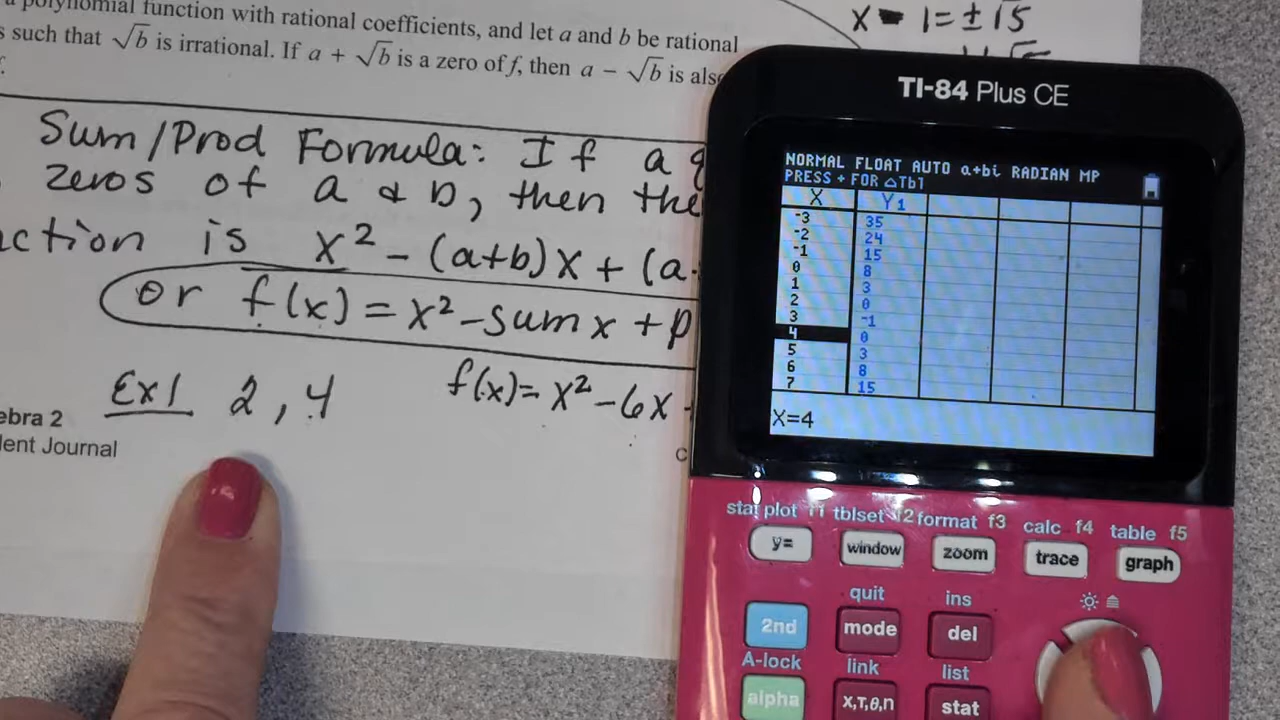 polynomial function with rational coefficients, and let a and b be rational
such that √b is irrational. If a + √b is a zero of f, then a − √b is also
x - 1 = ± √5
Sum/Prod Formula: If a
zeros of a & b, then the
ction is x² - (a+b)x + (a·
or f(x) = x² - sum x + p
Ex1 2, 4 f(x) = x² - 6x
ebra 2
ent Journal
TI-84 Plus CE
NORMAL FLOAT AUTO a+bi RADIAN MP
PRESS + FOR △Tbl
X Y1
-3 35
-2 24
-1 15
0 8
1 3
2 0
3 -1
4 0
5 3
6 8
7 15
X=4
stat plot f1 tblset f2 format f3 calc f4 table f5
y= window zoom trace graph
quit ins
2nd mode del
A-lock link list
alpha X,T,θ,n stat